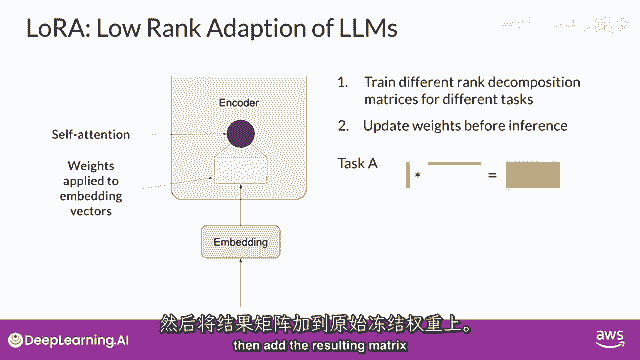 LoRA: Low Rank Adaption of LLMs
Encoder
Self-attention
Weights
applied to
embedding
vectors
Embedding
1. Train different rank decomposition
matrices for different tasks
2. Update weights before inference
Task A
*
=
然后将结果矩阵加到原始冻结权重上。
then add the resulting matrix
DeepLearning.AI
aws